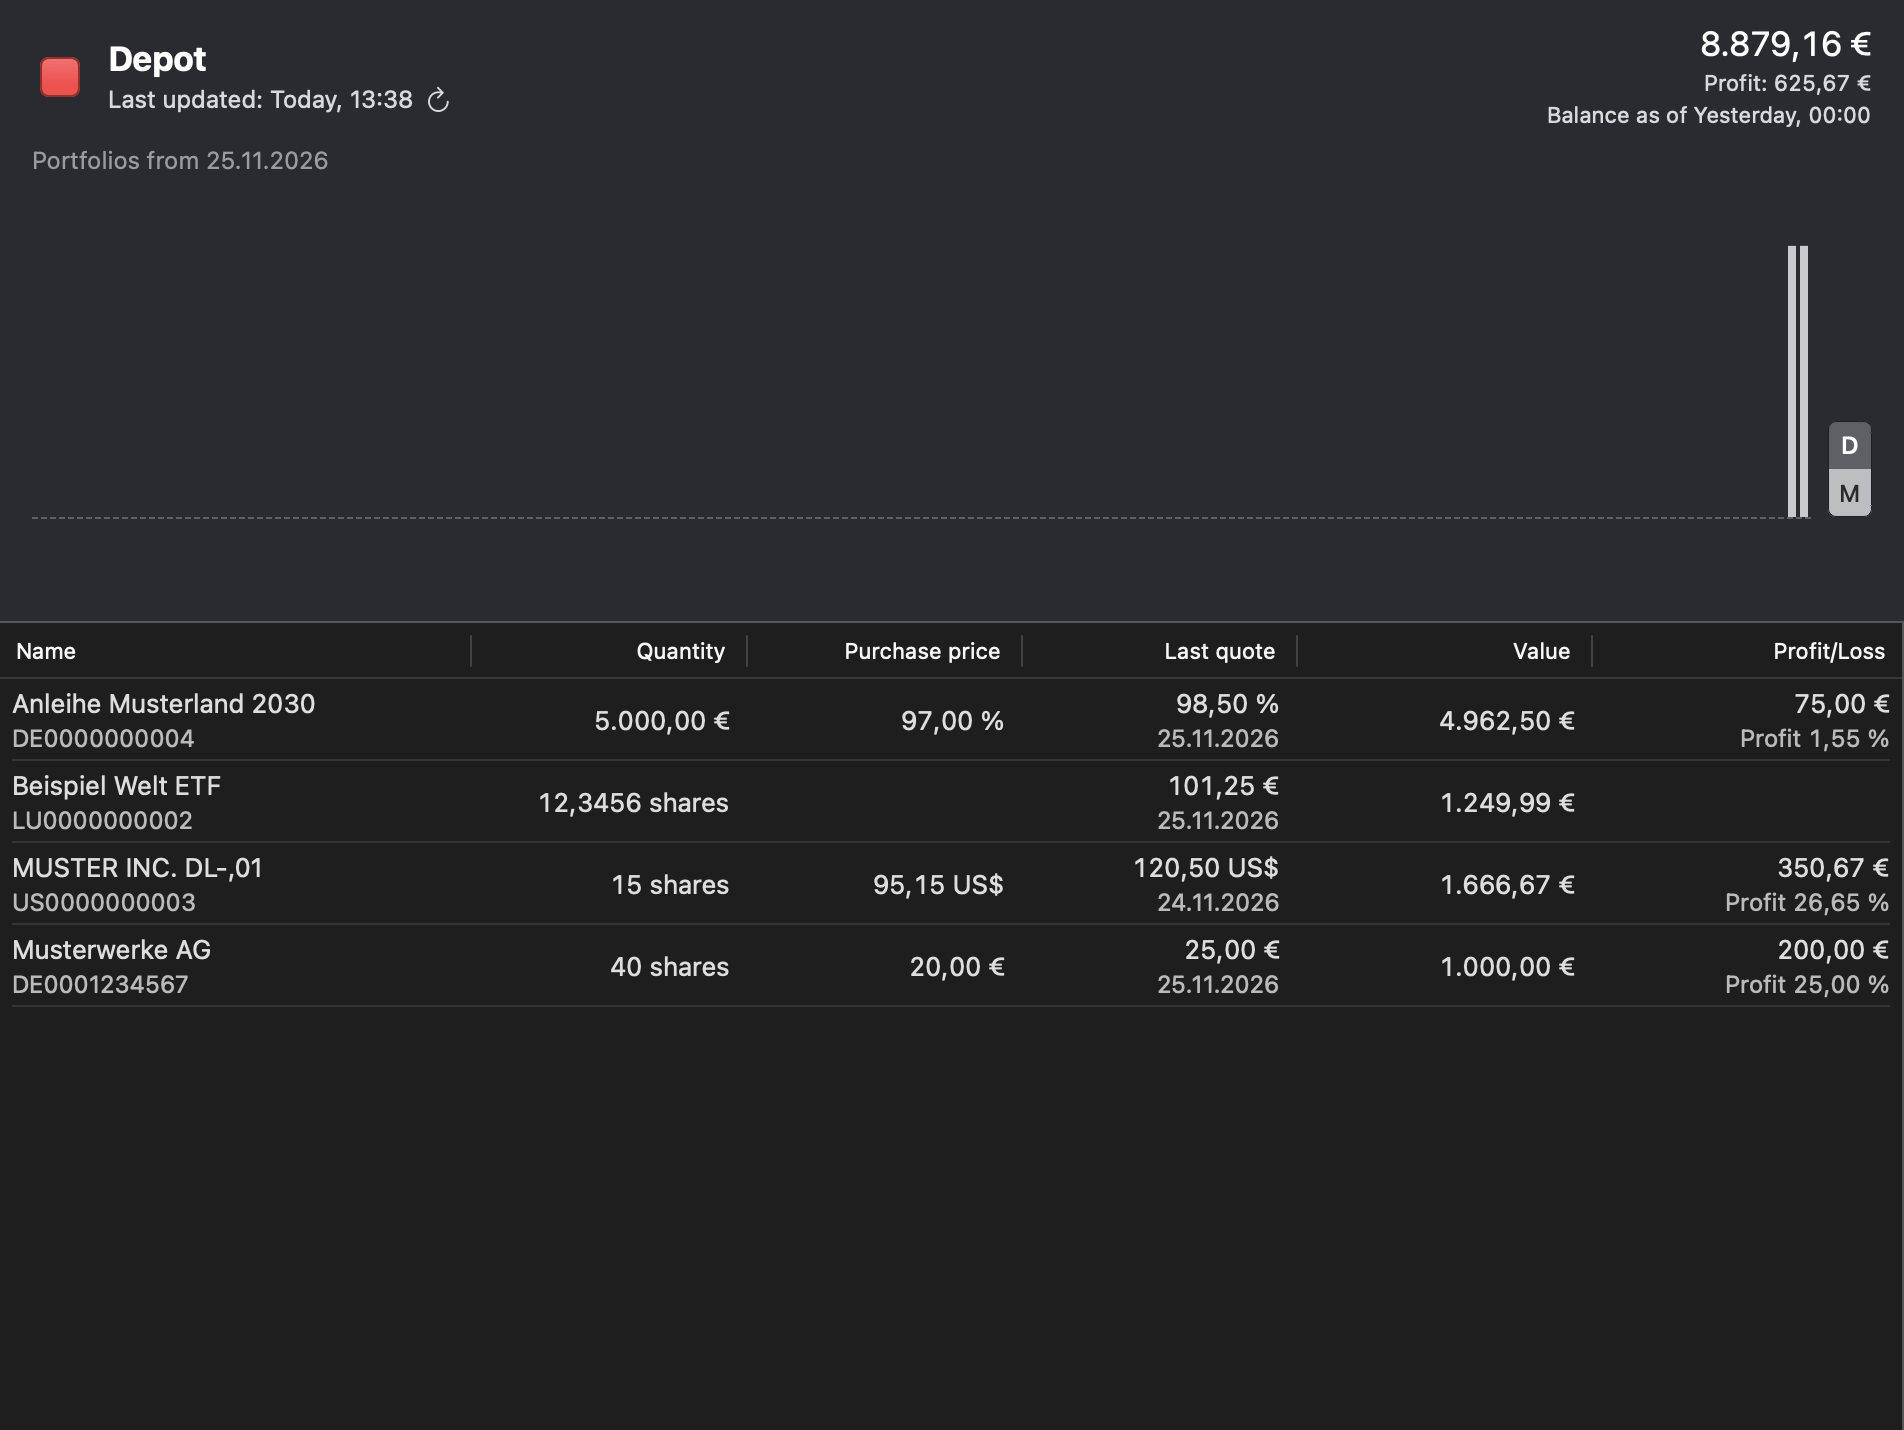 Depot
Last updated: Today, 13:38
8.879,16 €
Profit: 625,67 €
Balance as of Yesterday, 00:00
Portfolios from 25.11.2026
D
M
Name Quantity Purchase price Last quote Value Profit/Loss
Anleihe Musterland 2030 5.000,00 € 97,00 % 98,50 % 4.962,50 € 75,00 €
DE0000000004 25.11.2026 Profit 1,55 %
Beispiel Welt ETF 12,3456 shares 101,25 € 1.249,99 €
LU0000000002 25.11.2026
MUSTER INC. DL-,01 15 shares 95,15 US$ 120,50 US$ 1.666,67 € 350,67 €
US0000000003 24.11.2026 Profit 26,65 %
Musterwerke AG 40 shares 20,00 € 25,00 € 1.000,00 € 200,00 €
DE0001234567 25.11.2026 Profit 25,00 %